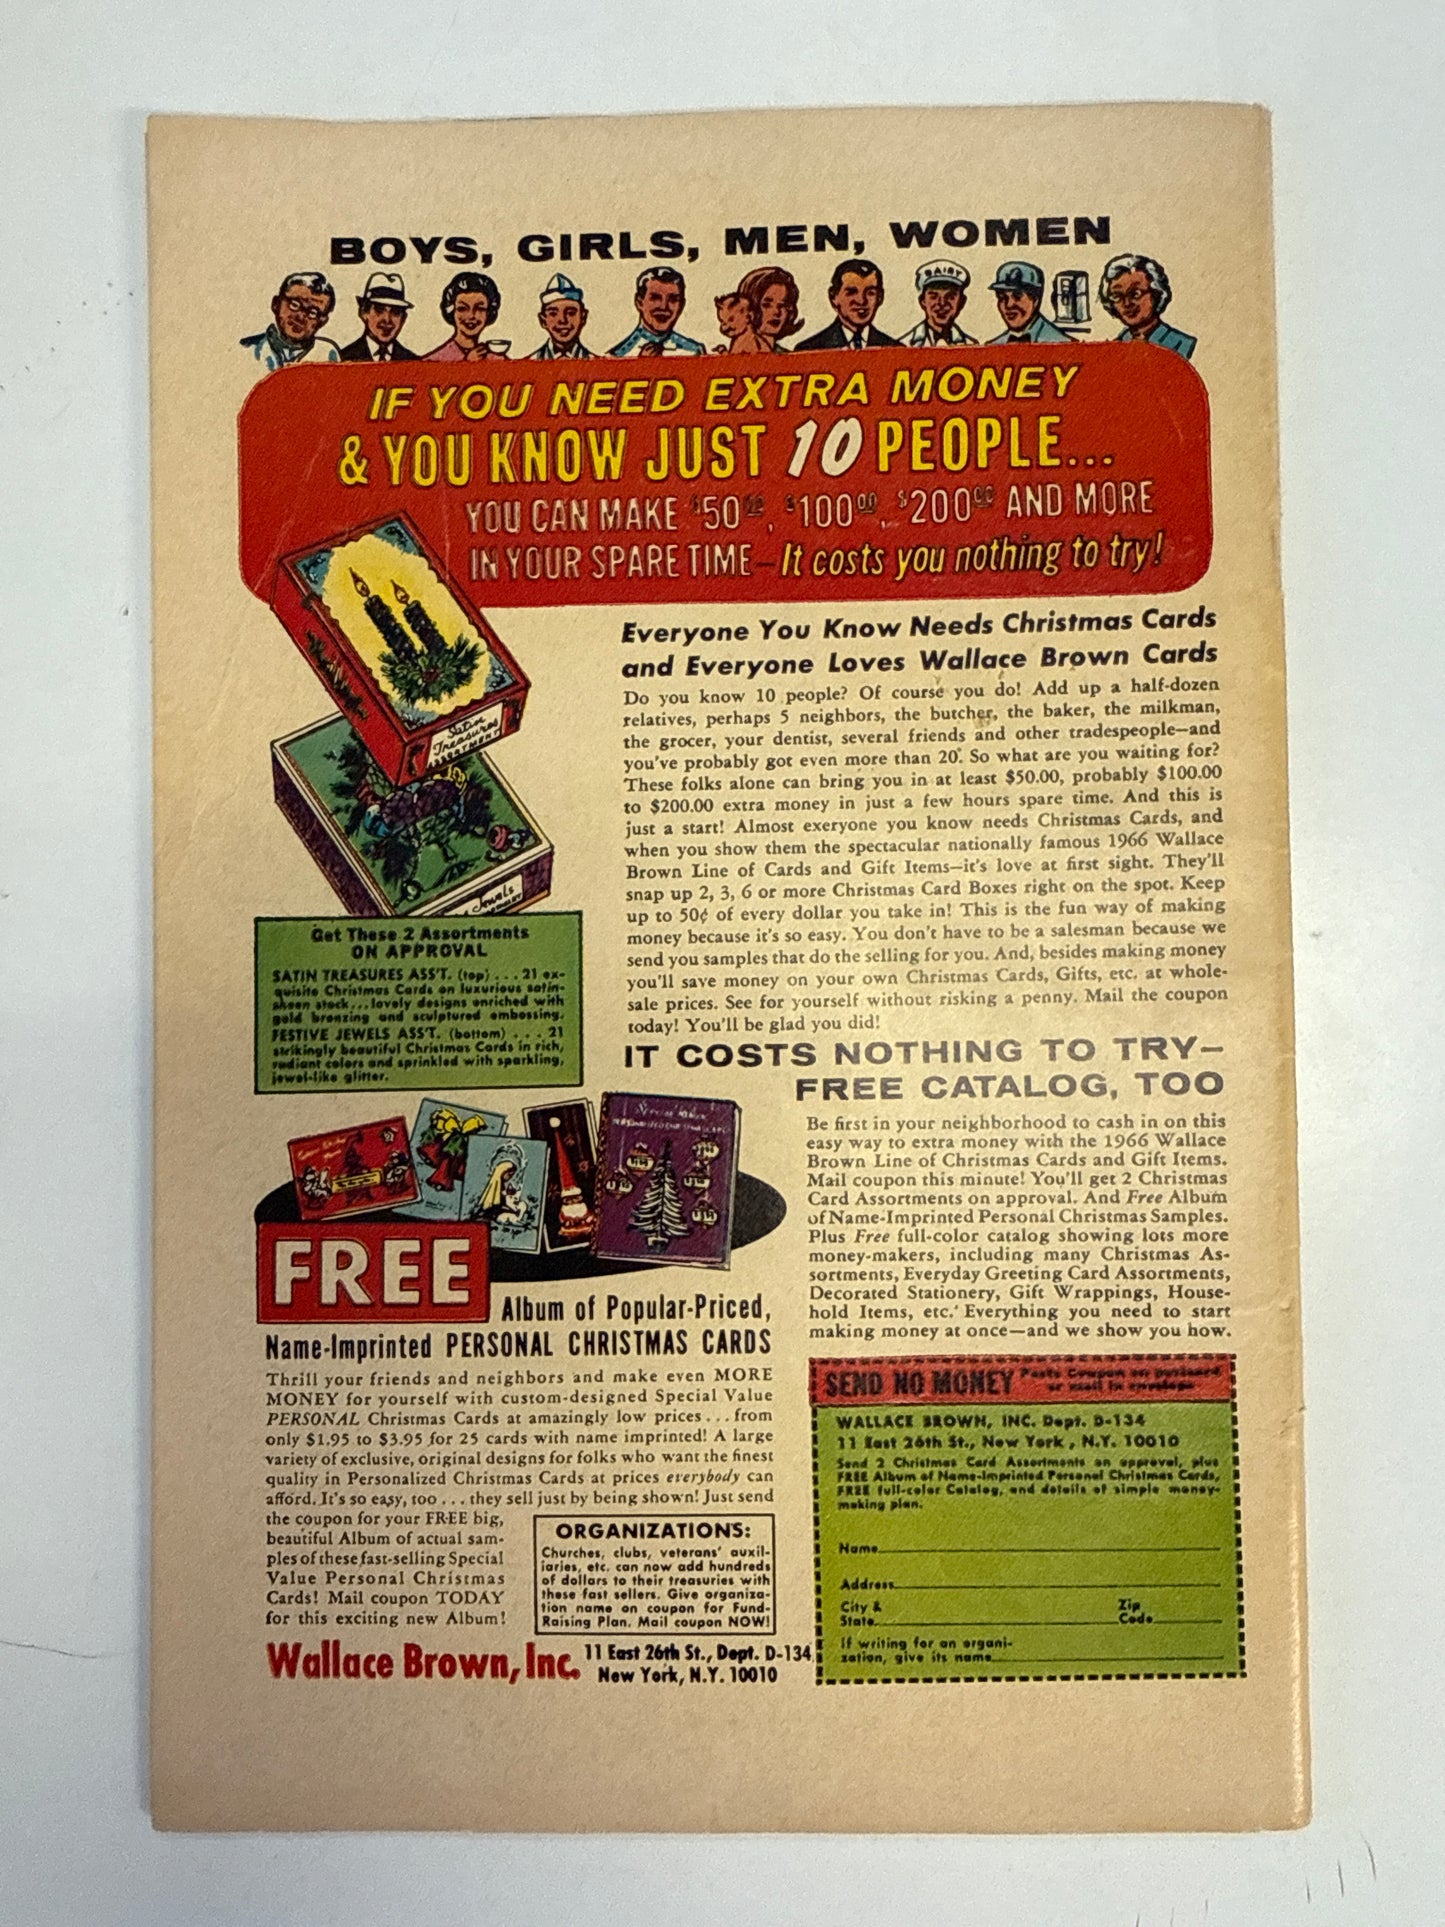 BOYS, GIRLS, MEN, WOMEN
DAIRY
IF YOU NEED EXTRA MONEY
& YOU KNOW JUST 10 PEOPLE...
YOU CAN MAKE $50.00, $100.00, $200.00 AND MORE
IN YOUR SPARE TIME—It costs you nothing to try!
Satin
Treasures
ASSORTMENT
Jewels
Get These 2 Assortments
ON APPROVAL
SATIN TREASURES ASS'T. (top)...21 ex-
quisite Christmas Cards on luxurious satin-
sheen stock...lovely designs enriched with
gold bronzing and sculptured embossing.
FESTIVE JEWELS ASS'T. (bottom)...21
strikingly beautiful Christmas Cards in rich,
radiant colors and sprinkled with sparkling,
jewel-like glitter.
Everyone You Know Needs Christmas Cards
and Everyone Loves Wallace Brown Cards
Do you know 10 people? Of course you do! Add up a half-dozen
relatives, perhaps 5 neighbors, the butcher, the baker, the milkman,
the grocer, your dentist, several friends and other tradespeople—and
you've probably got even more than 20. So what are you waiting for?
These folks alone can bring you in at least $50.00, probably $100.00
to $200.00 extra money in just a few hours spare time. And this is
just a start! Almost exeryone you know needs Christmas Cards, and
when you show them the spectacular nationally famous 1966 Wallace
Brown Line of Cards and Gift Items—it's love at first sight. They'll
snap up 2, 3, 6 or more Christmas Card Boxes right on the spot. Keep
up to 50¢ of every dollar you take in! This is the fun way of making
money because it's so easy. You don't have to be a salesman because we
send you samples that do the selling for you. And, besides making money
you'll save money on your own Christmas Cards, Gifts, etc. at whole-
sale prices. See for yourself without risking a penny. Mail the coupon
today! You'll be glad you did!
IT COSTS NOTHING TO TRY—
FREE CATALOG, TOO
Be first in your neighborhood to cash in on this
easy way to extra money with the 1966 Wallace
Brown Line of Christmas Cards and Gift Items.
Mail coupon this minute! You'll get 2 Christmas
Card Assortments on approval. And Free Album
of Name-Imprinted Personal Christmas Samples.
Plus Free full-color catalog showing lots more
money-makers, including many Christmas As-
sortments, Everyday Greeting Card Assortments,
Decorated Stationery, Gift Wrappings, House-
hold Items, etc. Everything you need to start
making money at once—and we show you how.
FREE
Album of Popular-Priced,
Name-Imprinted PERSONAL CHRISTMAS CARDS
Thrill your friends and neighbors and make even MORE
MONEY for yourself with custom-designed Special Value
PERSONAL Christmas Cards at amazingly low prices...from
only $1.95 to $3.95 for 25 cards with name imprinted! A large
variety of exclusive, original designs for folks who want the finest
quality in Personalized Christmas Cards at prices everybody can
afford. It's so easy, too...they sell just by being shown! Just send
the coupon for your FREE big,
beautiful Album of actual sam-
ples of these fast-selling Special
Value Personal Christmas
Cards! Mail coupon TODAY
for this exciting new Album!
ORGANIZATIONS:
Churches, clubs, veterans' auxil-
iaries, etc. can now add hundreds
of dollars to their treasuries with
these fast sellers. Give organiza-
tion name on coupon for Fund-
Raising Plan. Mail coupon NOW!
Wallace Brown, Inc. 11 East 26th St., Dept. D-134,
New York, N.Y. 10010
SEND NO MONEY Paste Coupon on postcard
or mail in envelope
WALLACE BROWN, INC. Dept. D-134
11 East 26th St., New York, N.Y. 10010
Send 2 Christmas Card Assortments on approval, plus
FREE Album of Name-Imprinted Personal Christmas Cards,
FREE full-color Catalog, and details of simple money-
making plan.
Name
Address
City &
State
Zip
Code
If writing for an organi-
zation, give its name